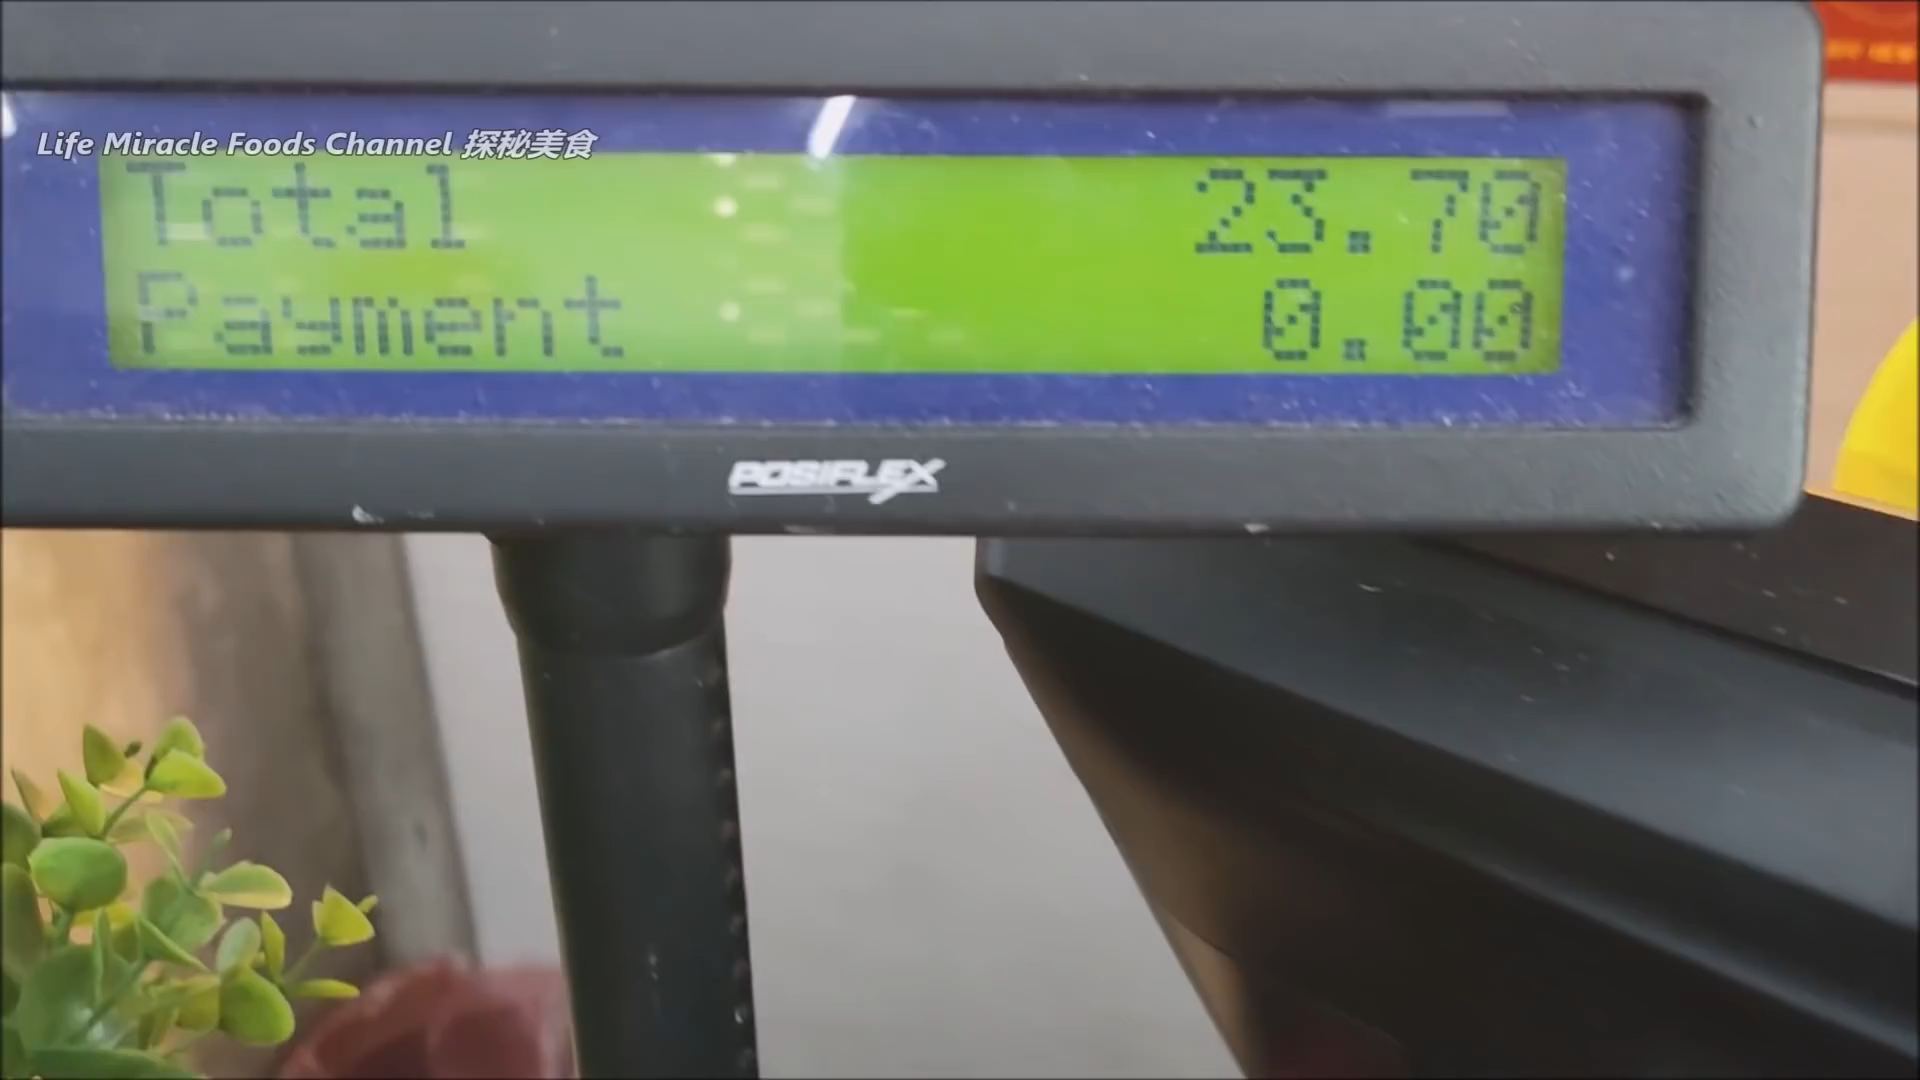 Life Miracle Foods Channel 探秘美食
Total 23.70
Payment 0.00
POSIFLEX